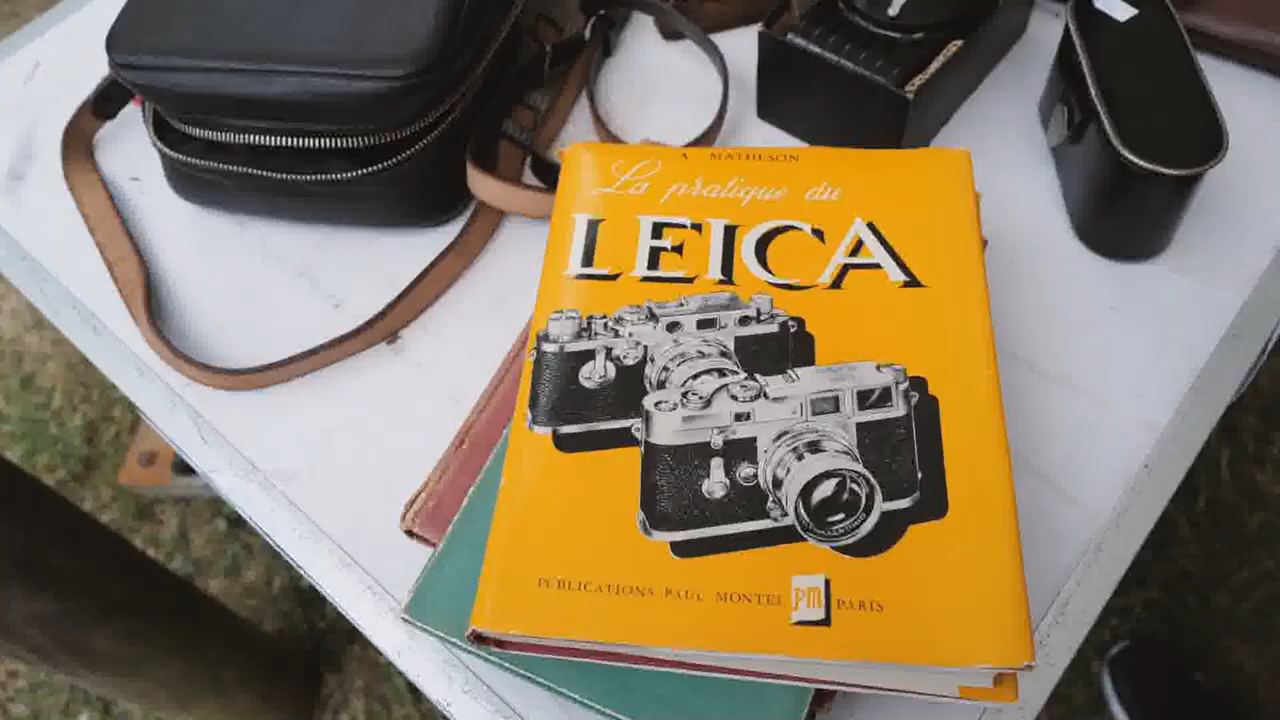 A MATHESON
La pratique du
LEICA
PUBLICATIONS PAUL MONTEL PM PARIS